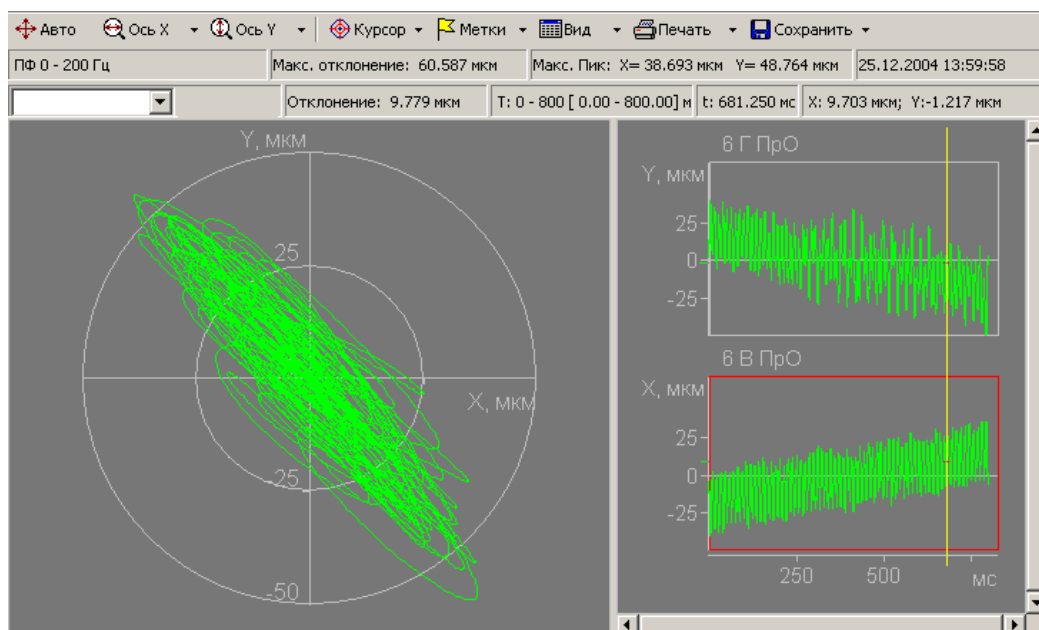 Авто Ось X Ось Y Курсор Метки Вид Печать Сохранить
ПФ 0 - 200 Гц Макс. отклонение: 60.587 мкм Макс. Пик: X= 38.693 мкм Y= 48.764 мкм 25.12.2004 13:59:58
Отклонение: 9.779 мкм T: 0 - 800 [ 0.00 - 800.00] м t: 681.250 мс X: 9.703 мкм; Y:-1.217 мкм
Y, мкм
25
X, мкм
-25
-50
6 Г ПрО
Y, мкм
25
0
-25
6 В ПрО
X, мкм
25
0
-25
250 500 мс